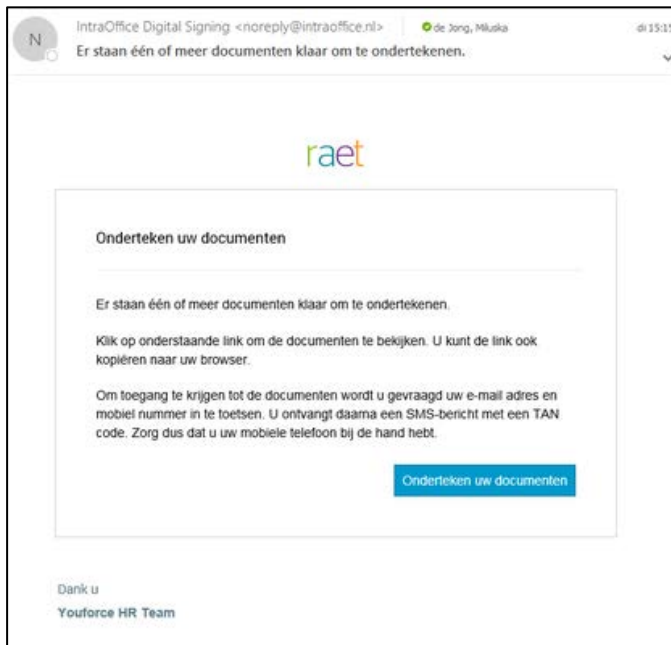 N
IntraOffice Digital Signing <noreply@intraoffice.nl>
de Jong, Miluska
di 15:15
Er staan één of meer documenten klaar om te ondertekenen.
raet
Onderteken uw documenten
Er staan één of meer documenten klaar om te ondertekenen.
Klik op onderstaande link om de documenten te bekijken. U kunt de link ook
kopiëren naar uw browser.
Om toegang te krijgen tot de documenten wordt u gevraagd uw e-mail adres en
mobiel nummer in te toetsen. U ontvangt daarna een SMS-bericht met een TAN
code. Zorg dus dat u uw mobiele telefoon bij de hand hebt.
Onderteken uw documenten
Dank u
Youforce HR Team